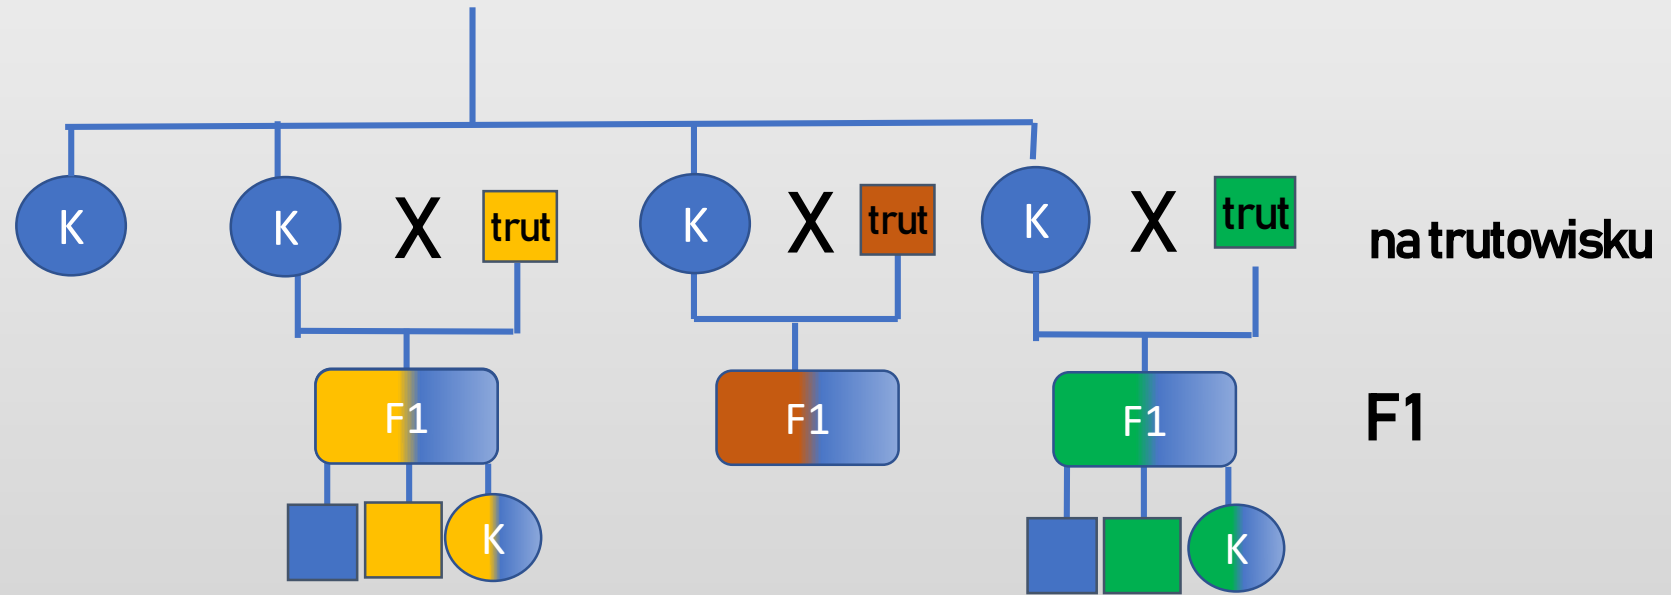 K K X trut K X trut K X trut na trutowisku
F1 F1 F1 F1
K K